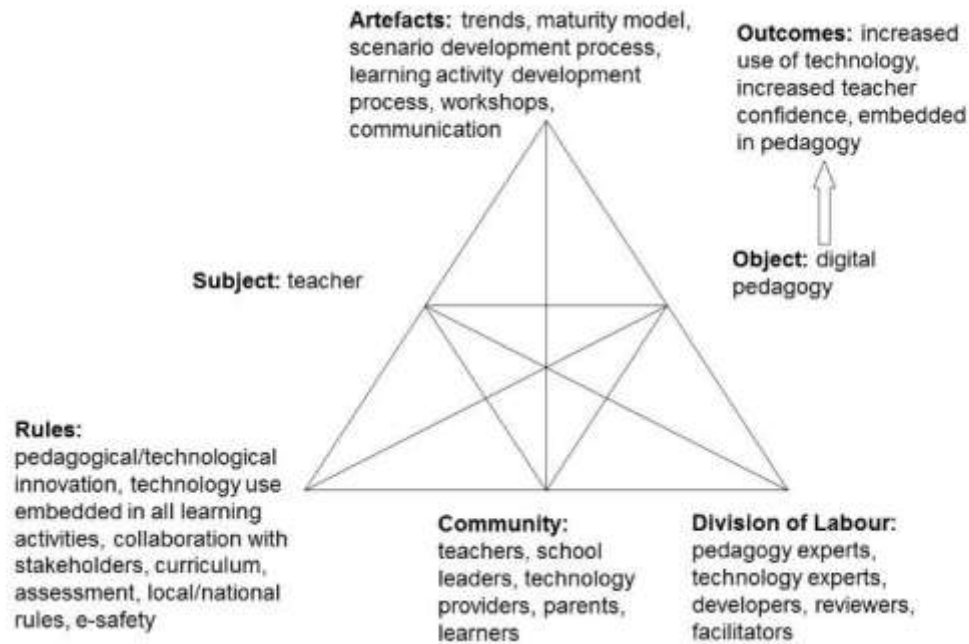 Artefacts: trends, maturity model,
scenario development process,
learning activity development
process, workshops,
communication
Outcomes: increased
use of technology,
increased teacher
confidence, embedded
in pedagogy
Subject: teacher
Object: digital
pedagogy
Rules:
pedagogical/technological
innovation, technology use
embedded in all learning
activities, collaboration with
stakeholders, curriculum,
assessment, local/national
rules, e-safety
Community:
teachers, school
leaders, technology
providers, parents,
learners
Division of Labour:
pedagogy experts,
technology experts,
developers, reviewers,
facilitators